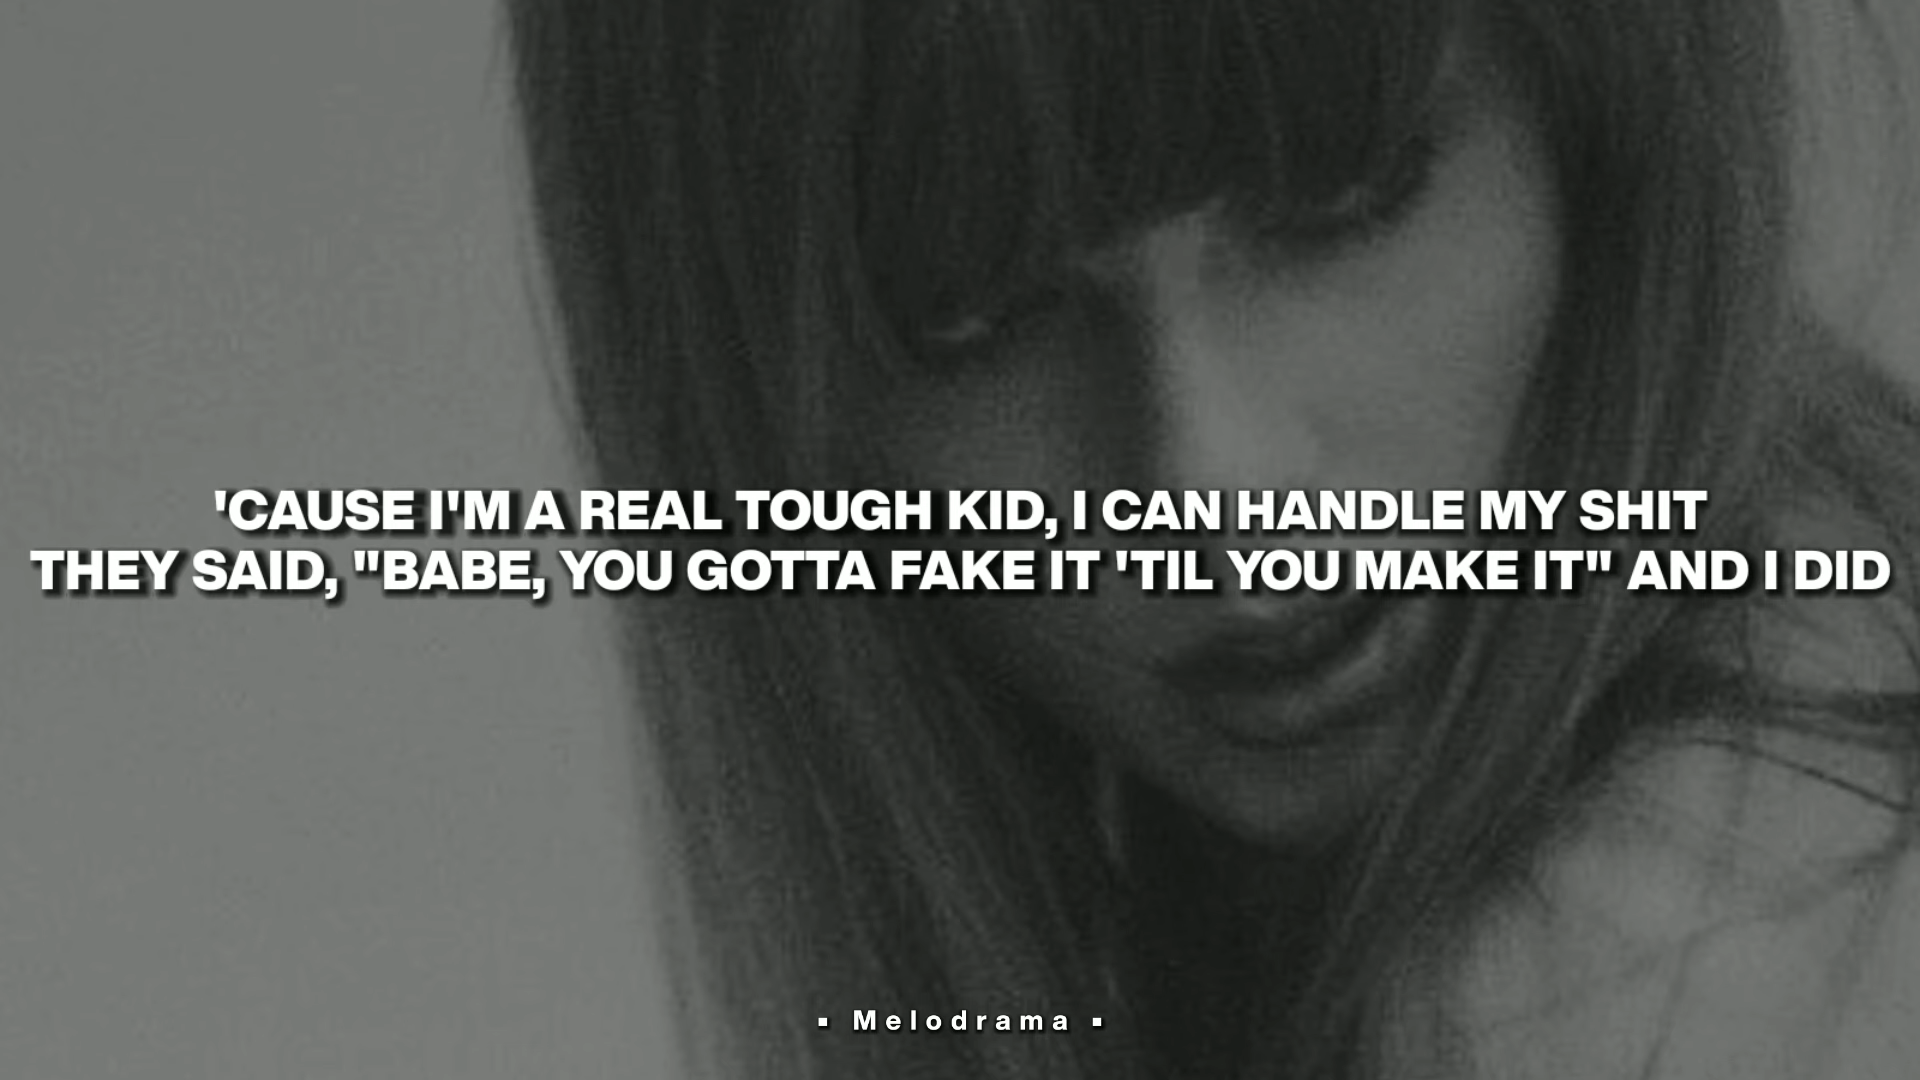 'CAUSE I'M A REAL TOUGH KID, I CAN HANDLE MY SHIT
THEY SAID, "BABE, YOU GOTTA FAKE IT 'TIL YOU MAKE IT" AND I DID
▪ Melodrama ▪